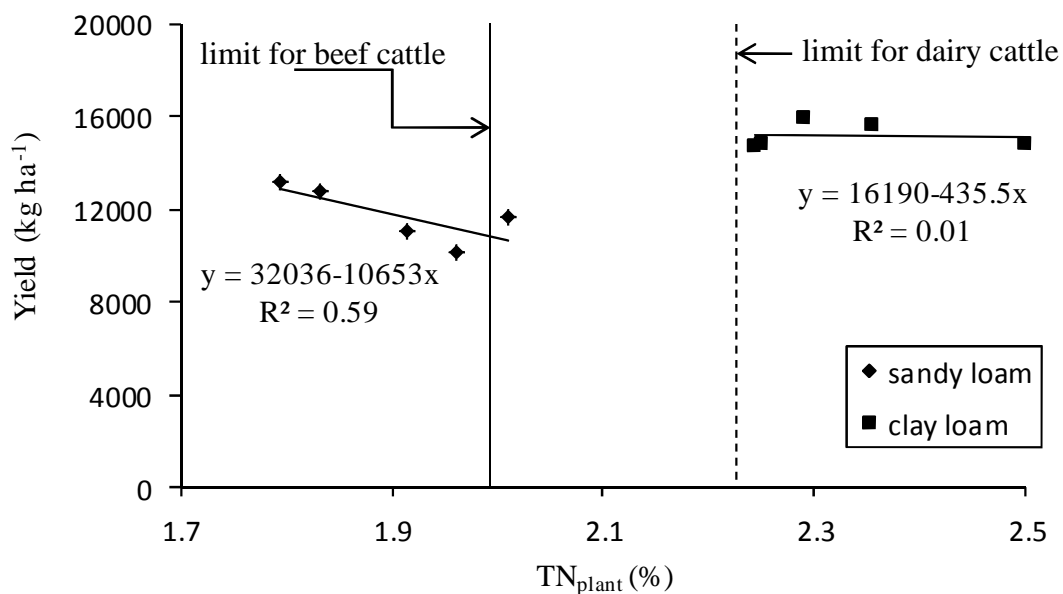 20000
16000
12000
8000
4000
0
Yield (kg ha⁻¹)
limit for beef cattle
limit for dairy cattle
y = 16190-435.5x
R² = 0.01
y = 32036-10653x
R² = 0.59
sandy loam
clay loam
1.7 1.9 2.1 2.3 2.5
TNplant (%)